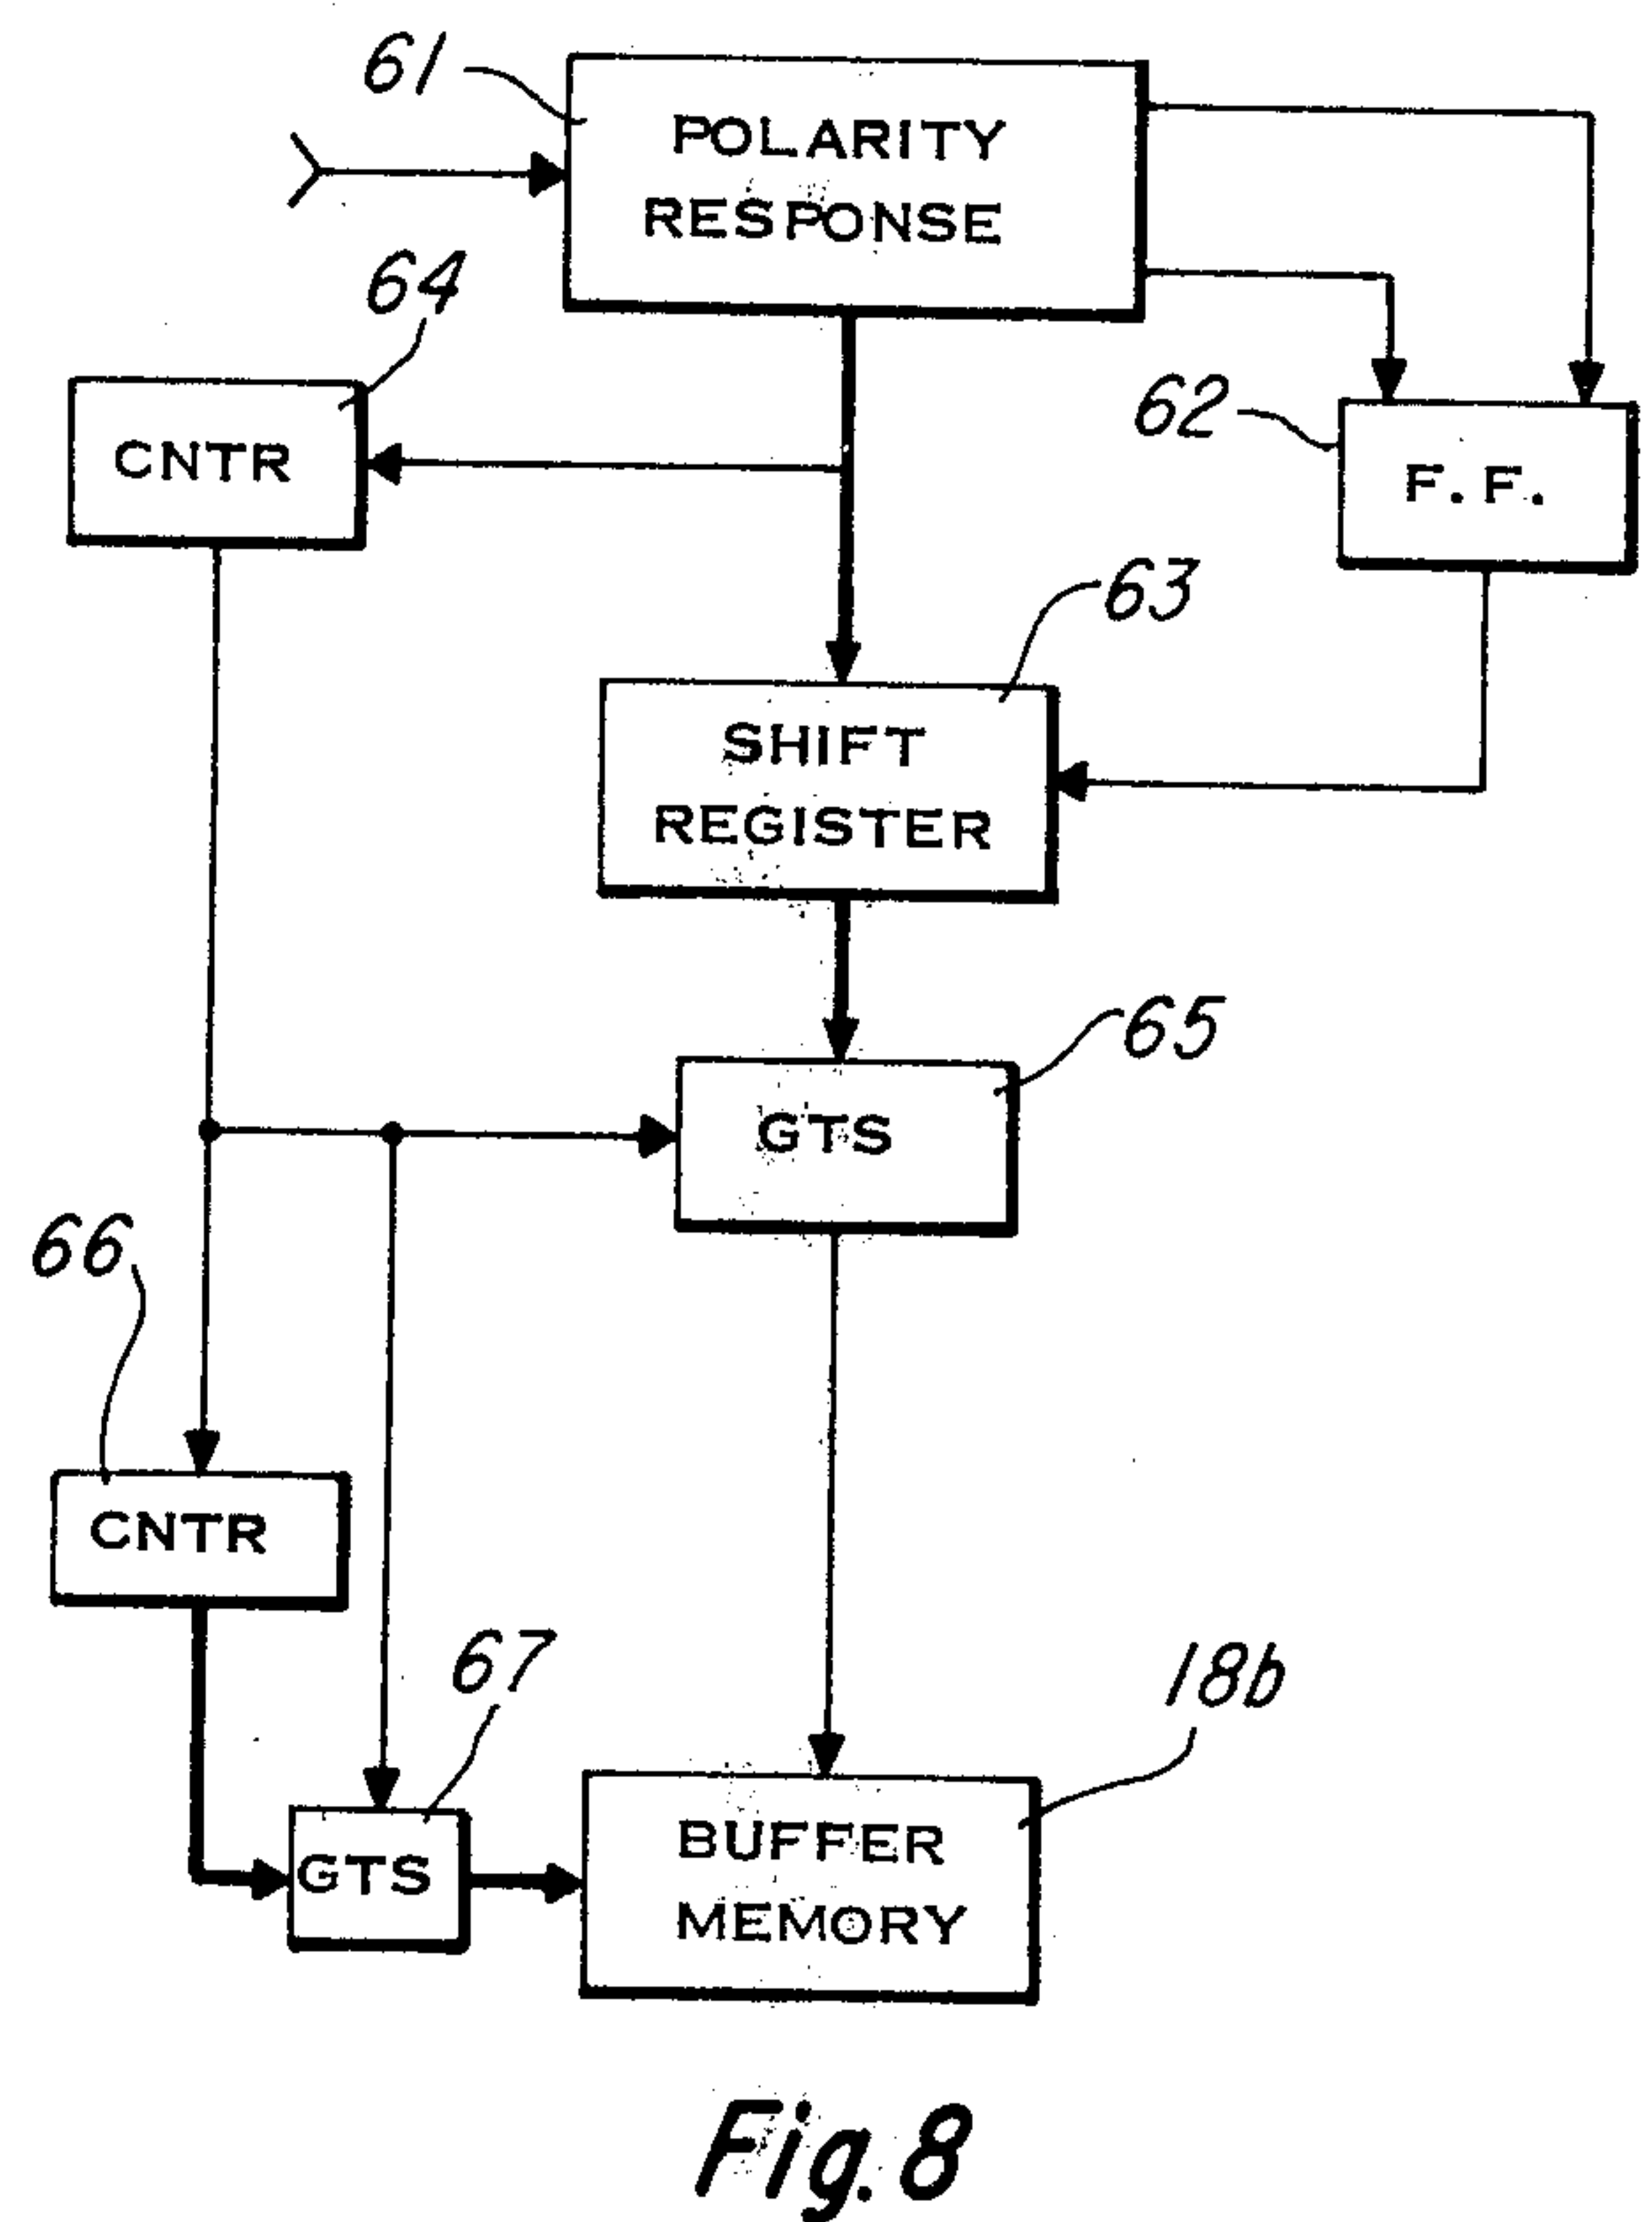 61
POLARITY
RESPONSE
64
CNTR
62
F.F.
63
SHIFT
REGISTER
65
GTS
66
CNTR
67
GTS
18b
BUFFER
MEMORY
Fig. 8